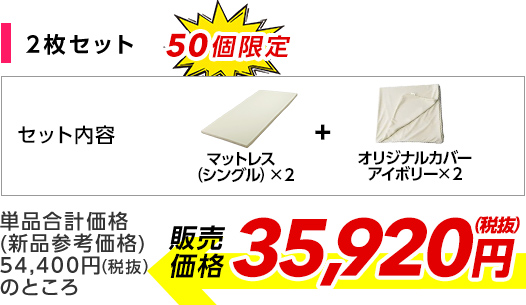 2枚セット
50個限定
セット内容
マットレス
(シングル)×2
+
オリジナルカバー
アイボリー×2
単品合計価格
(新品参考価格)
54,400円(税抜)
のところ
販売
価格
35,920円
(税抜)